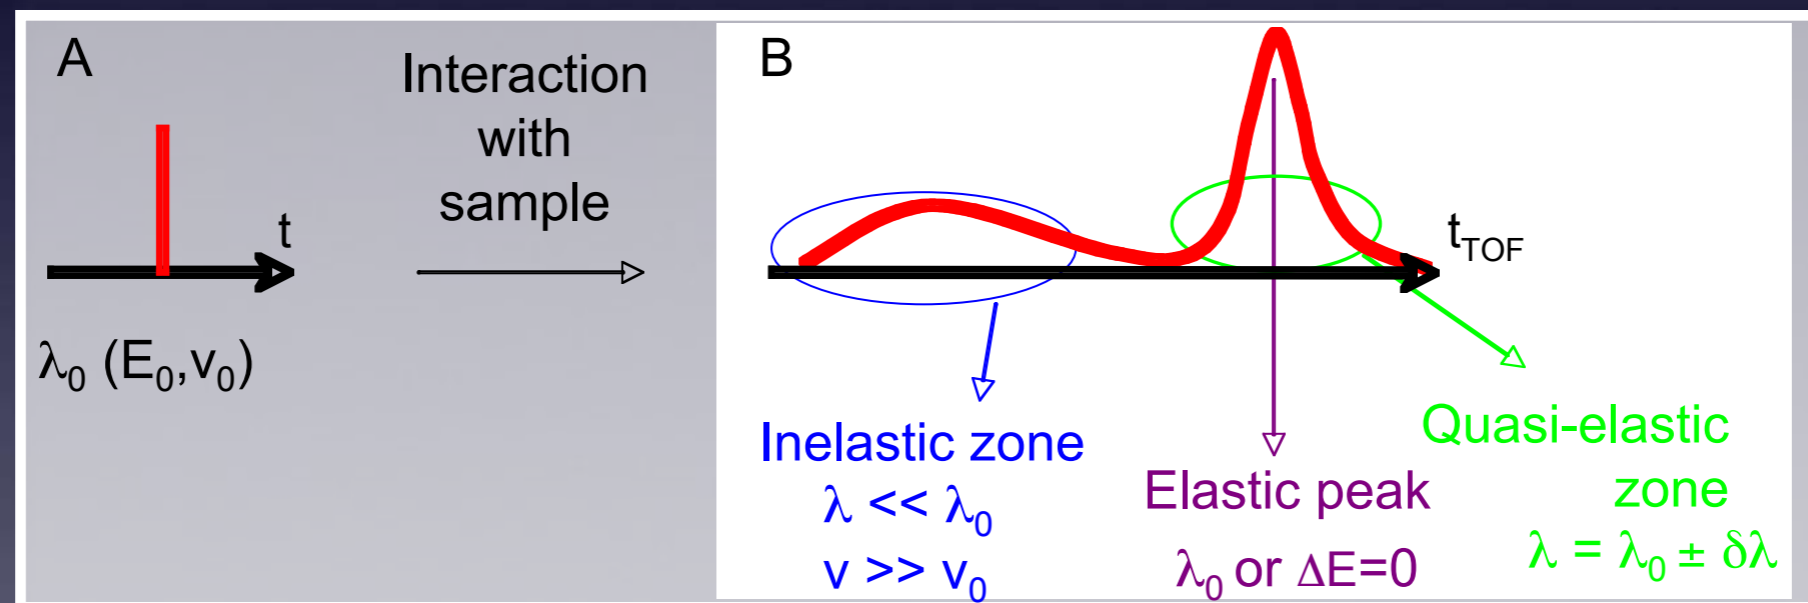 A
Interaction
with
sample
t
λ₀ (E₀,v₀)
B
t_TOF
Inelastic zone
λ << λ₀
v >> v₀
Elastic peak
λ₀ or ΔE=0
Quasi-elastic
zone
λ = λ₀ ± δλ